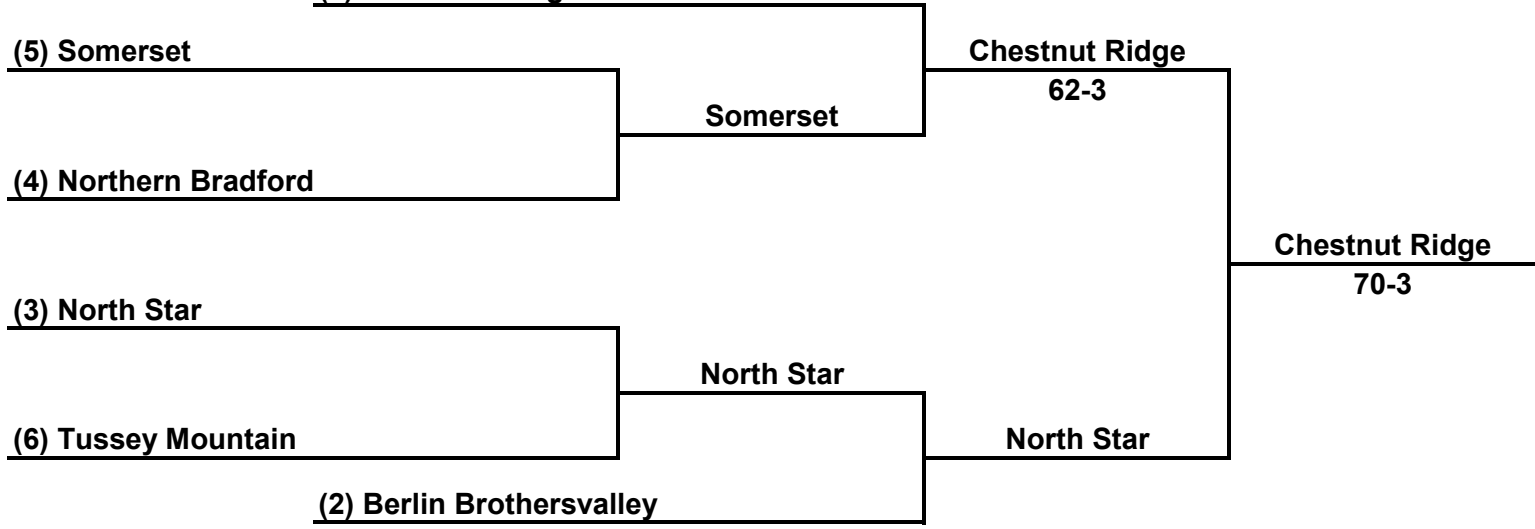 (5) Somerset
Chestnut Ridge
62-3
Somerset
(4) Northern Bradford
Chestnut Ridge
70-3
(3) North Star
North Star
(6) Tussey Mountain
North Star
(2) Berlin Brothersvalley